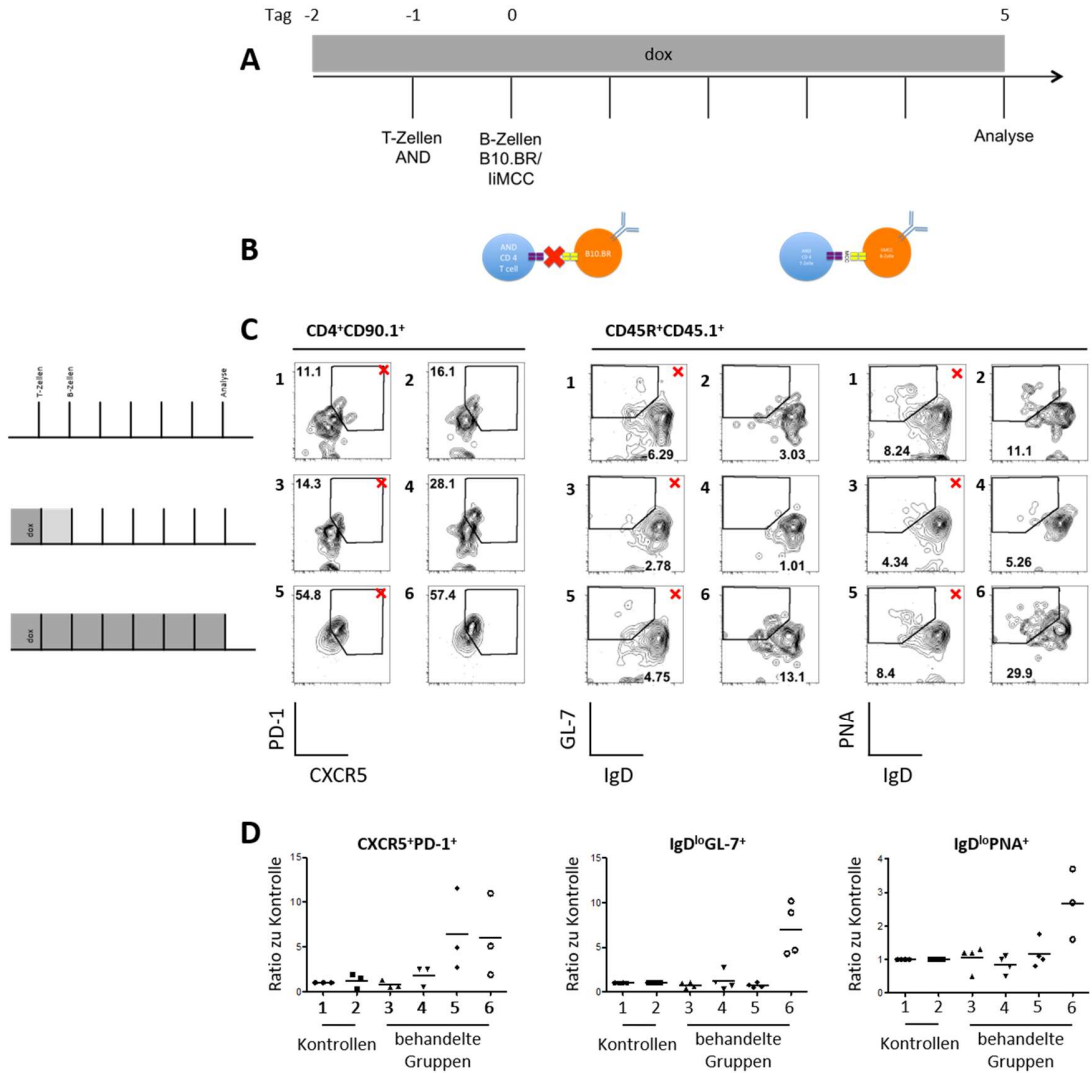 Tag -2 -1 0 5
A
dox
T-Zellen
AND
B-Zellen
B10.BR/
IiMCC
Analyse
B
AND
CD 4
T cell
B10.BR
AND
CD 4
T Cells
MCC
B-Cells
C
CD4⁺CD90.1⁺
CD45R⁺CD45.1⁺
T-Zellen
B-Zellen
Analyse
1 11.1
2 16.1
1 6.29
2 3.03
1 8.24
2 11.1
dox
3 14.3
4 28.1
3 2.78
4 1.01
3 4.34
4 5.26
dox
5 54.8
6 57.4
5 4.75
6 13.1
5 8.4
6 29.9
PD-1
CXCR5
GL-7
IgD
PNA
IgD
D
CXCR5⁺PD-1⁺
Ratio zu Kontrolle
15
10
5
0
1 2 3 4 5 6
Kontrollen
behandelte
Gruppen
IgDˡᵒGL-7⁺
Ratio zu Kontrolle
15
10
5
0
1 2 3 4 5 6
Kontrollen
behandelte
Gruppen
IgDˡᵒPNA⁺
Ratio zu Kontrolle
4
3
2
1
0
1 2 3 4 5 6
Kontrollen
behandelte
Gruppen